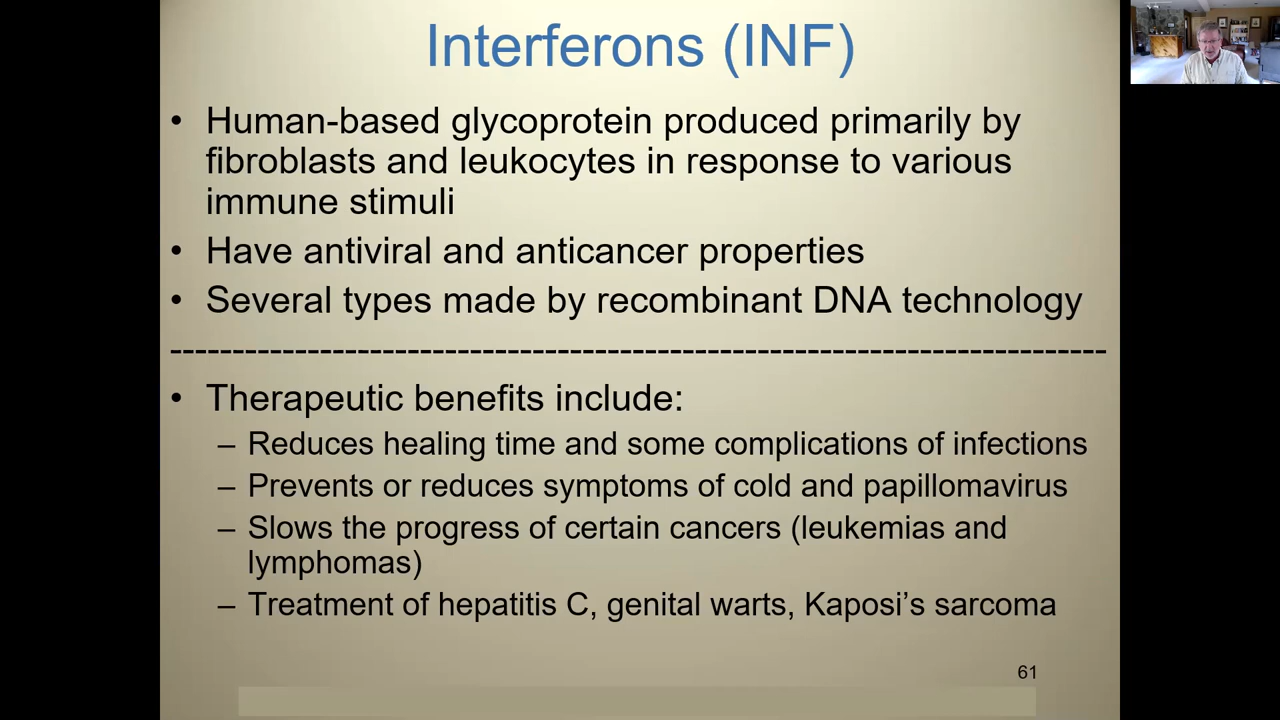 Interferons (INF)
• Human-based glycoprotein produced primarily by
fibroblasts and leukocytes in response to various
immune stimuli
• Have antiviral and anticancer properties
• Several types made by recombinant DNA technology
---------------------------------------------------------------------------
• Therapeutic benefits include:
– Reduces healing time and some complications of infections
– Prevents or reduces symptoms of cold and papillomavirus
– Slows the progress of certain cancers (leukemias and
lymphomas)
– Treatment of hepatitis C, genital warts, Kaposi’s sarcoma
61